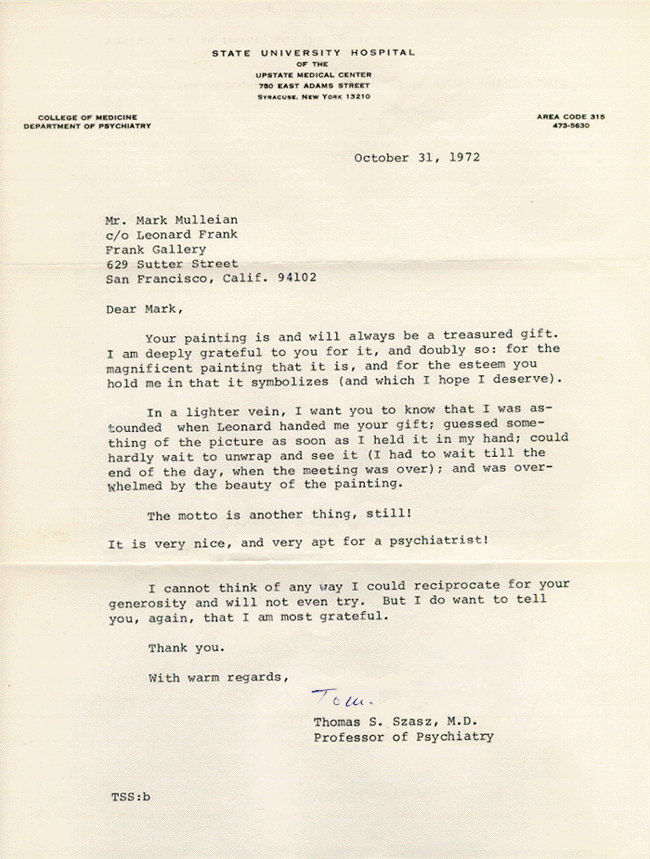 STATE UNIVERSITY HOSPITAL
OF THE
UPSTATE MEDICAL CENTER
750 EAST ADAMS STREET
SYRACUSE, NEW YORK 13210
COLLEGE OF MEDICINE
DEPARTMENT OF PSYCHIATRY
AREA CODE 315
473-5630
October 31, 1972
Mr. Mark Mulleian
c/o Leonard Frank
Frank Gallery
629 Sutter Street
San Francisco, Calif. 94102
Dear Mark,
Your painting is and will always be a treasured gift.
I am deeply grateful to you for it, and doubly so: for the
magnificent painting that it is, and for the esteem you
hold me in that it symbolizes (and which I hope I deserve).
In a lighter vein, I want you to know that I was as-
tounded when Leonard handed me your gift; guessed some-
thing of the picture as soon as I held it in my hand; could
hardly wait to unwrap and see it (I had to wait till the
end of the day, when the meeting was over); and was over-
whelmed by the beauty of the painting.
The motto is another thing, still!
It is very nice, and very apt for a psychiatrist!
I cannot think of any way I could reciprocate for your
generosity and will not even try. But I do want to tell
you, again, that I am most grateful.
Thank you.
With warm regards,
Tom.
Thomas S. Szasz, M.D.
Professor of Psychiatry
TSS:b